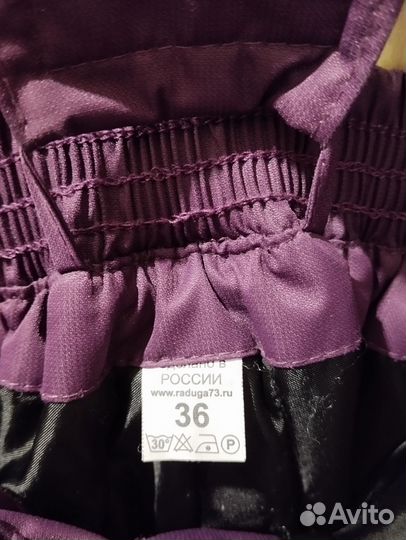 сделано в
РОССИИ
www.raduga73.ru
36
30°
P
Avito